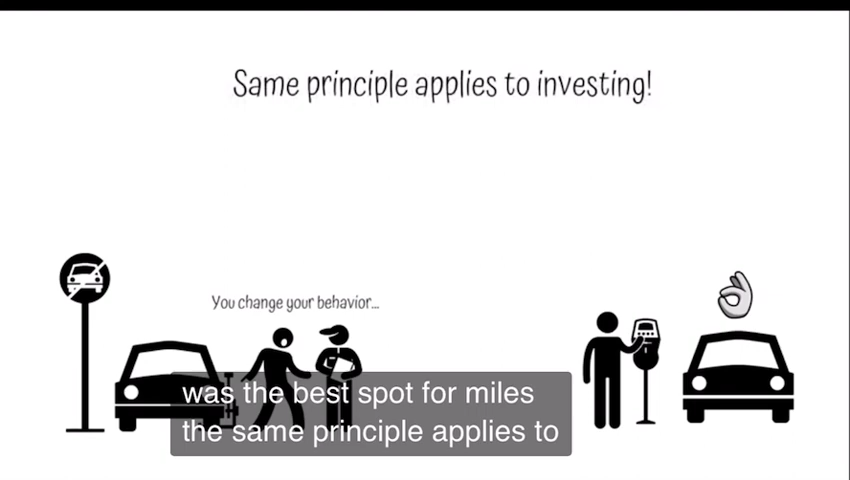 Same principle applies to investing!
You change your behavior...
was the best spot for miles
the same principle applies to